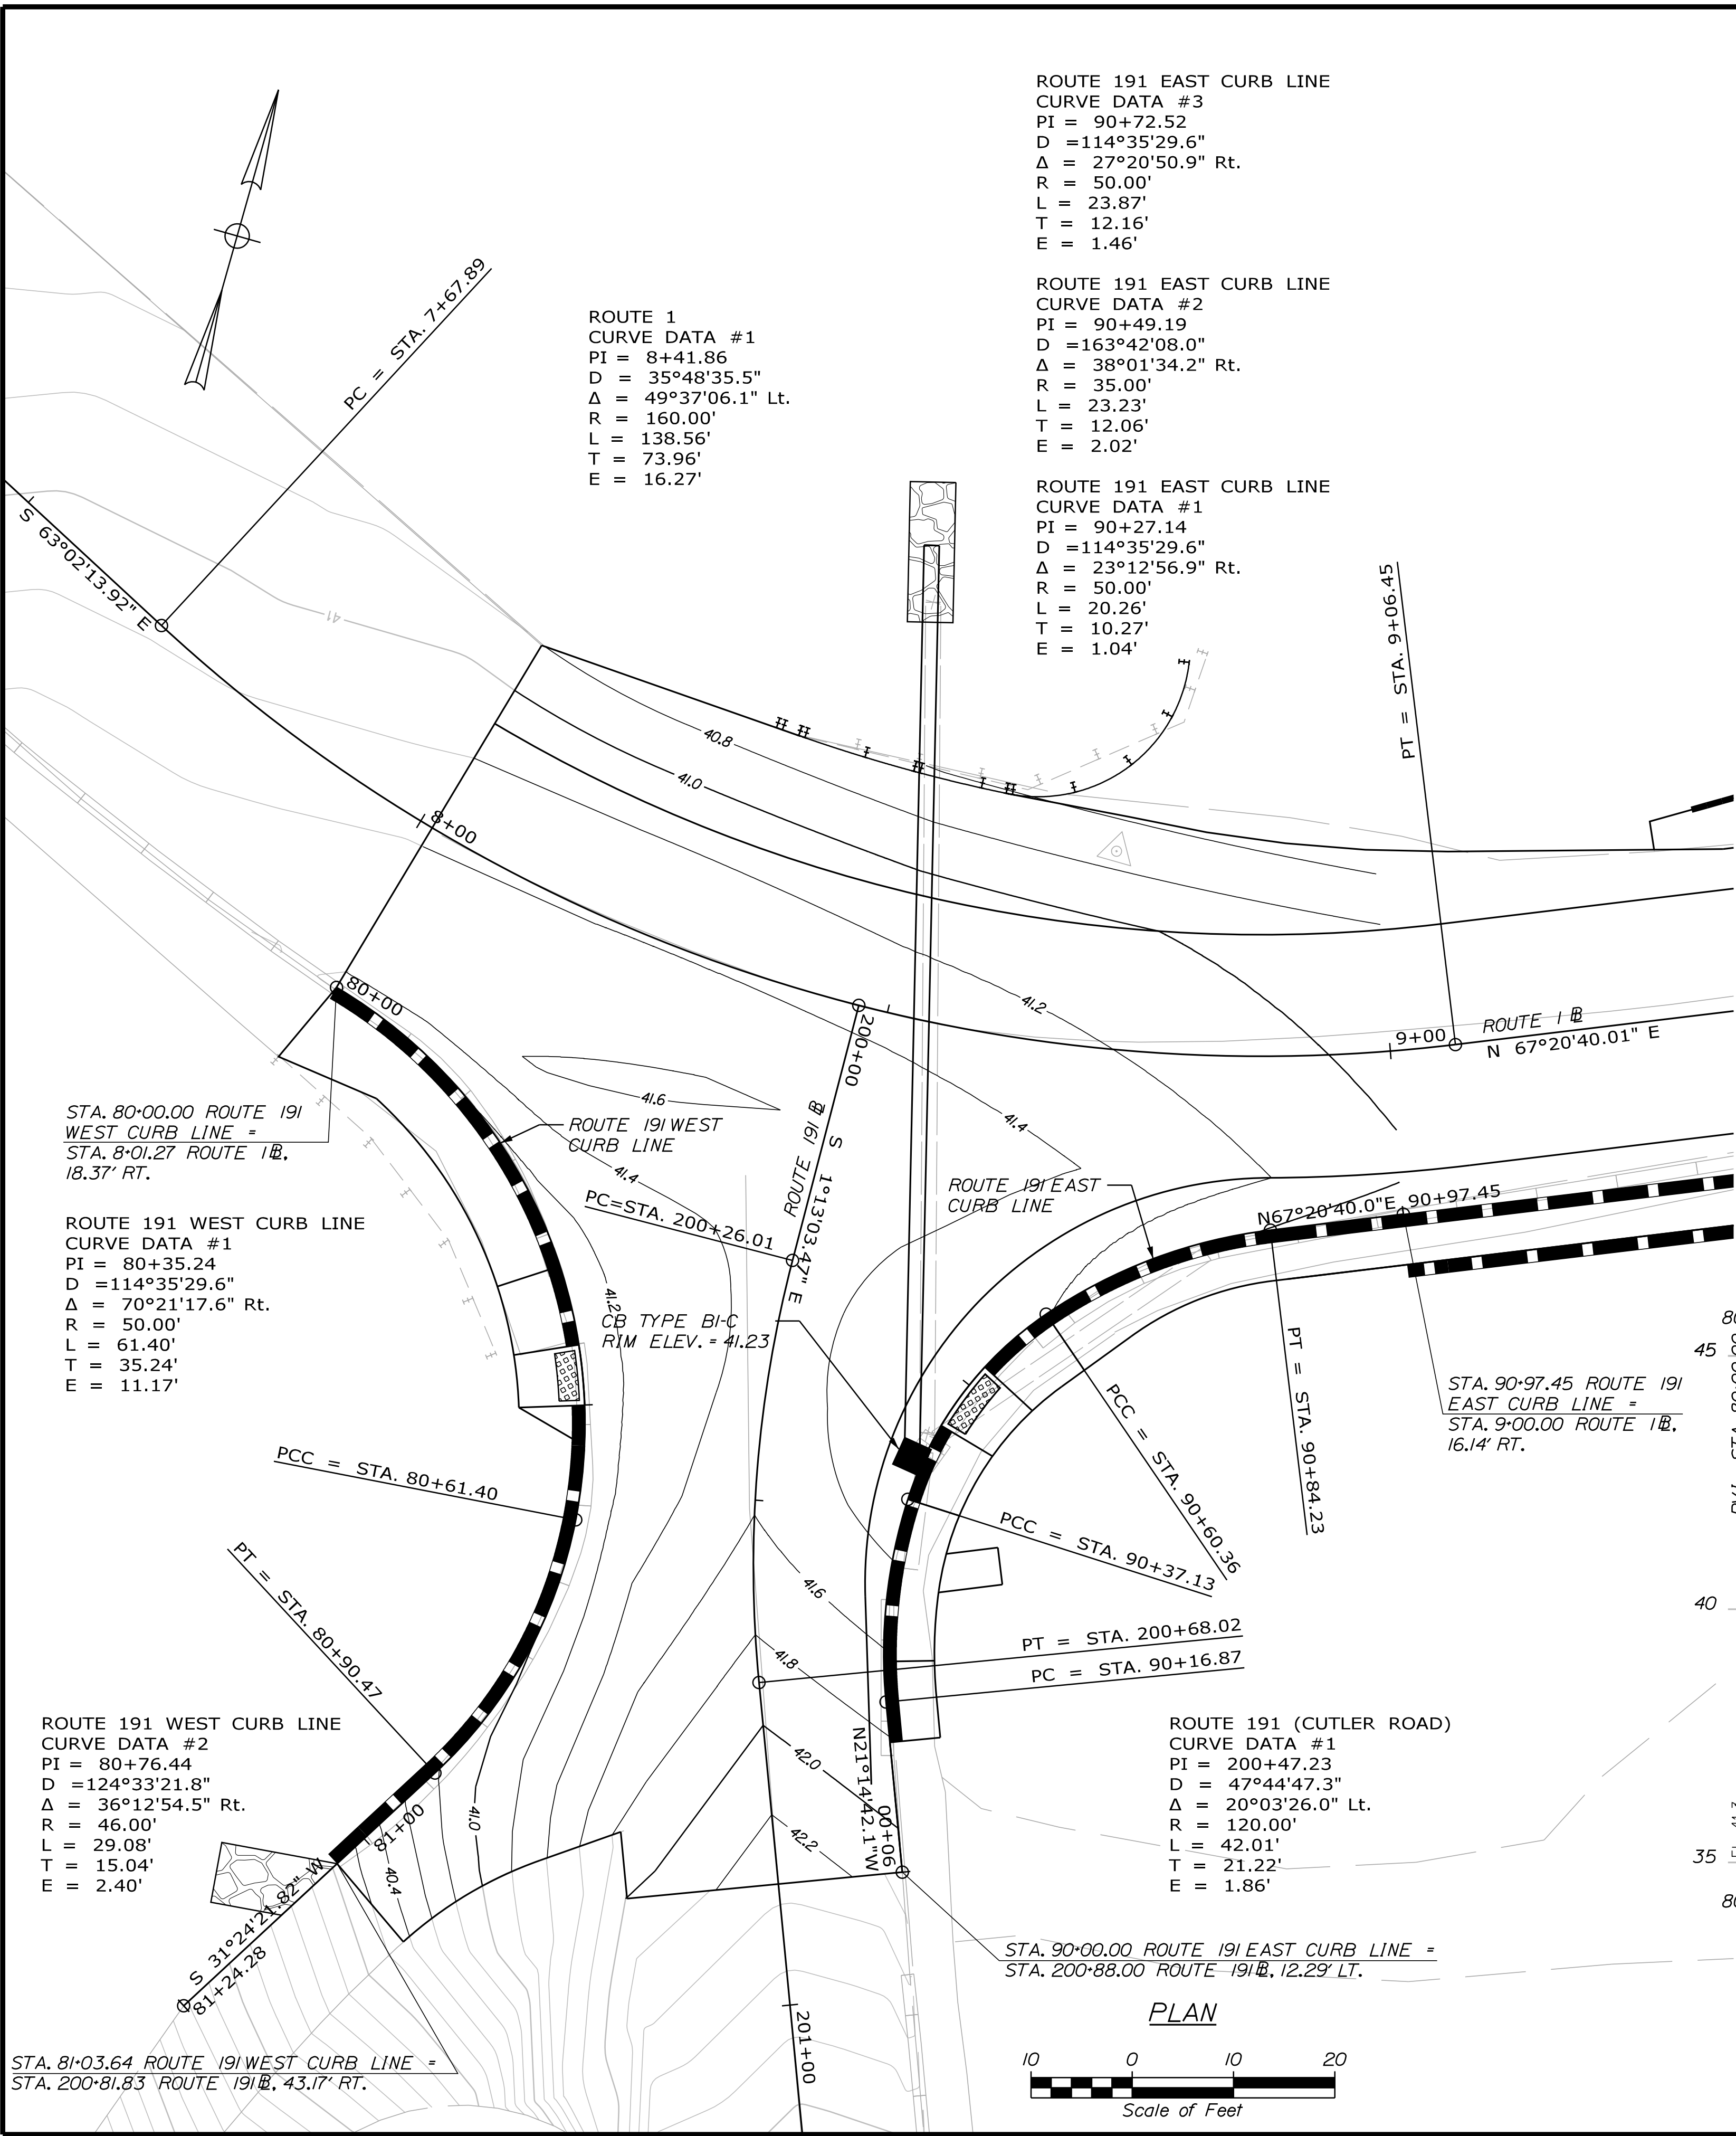 ROUTE 191 EAST CURB LINE
CURVE DATA #3
PI = 90+72.52
D =114°35'29.6"
Δ = 27°20'50.9" Rt.
R = 50.00'
L = 23.87'
T = 12.16'
E = 1.46'
ROUTE 191 EAST CURB LINE
CURVE DATA #2
PI = 90+49.19
D =163°42'08.0"
Δ = 38°01'34.2" Rt.
R = 35.00'
L = 23.23'
T = 12.06'
E = 2.02'
ROUTE 191 EAST CURB LINE
CURVE DATA #1
PI = 90+27.14
D =114°35'29.6"
Δ = 23°12'56.9" Rt.
R = 50.00'
L = 20.26'
T = 10.27'
E = 1.04'
ROUTE 1
CURVE DATA #1
PI = 8+41.86
D = 35°48'35.5"
Δ = 49°37'06.1" Lt.
R = 160.00'
L = 138.56'
T = 73.96'
E = 16.27'
PC = STA. 7+67.89
S 63°02'13.92" E
41
PT = STA. 9+06.45
40.8
41.0
8+00
80+00
200+00
41.2
9+00
ROUTE 1 BL
N 67°20'40.01" E
STA. 80+00.00 ROUTE 191
WEST CURB LINE =
STA. 8+01.27 ROUTE 1 BL,
18.37' RT.
41.6
ROUTE 191 WEST
CURB LINE
41.4
ROUTE 191 BL
S 1°13'03.47" E
41.4
ROUTE 191 EAST
CURB LINE
PC=STA. 200+26.01
N67°20'40.0"E
90+97.45
ROUTE 191 WEST CURB LINE
CURVE DATA #1
PI = 80+35.24
D =114°35'29.6"
Δ = 70°21'17.6" Rt.
R = 50.00'
L = 61.40'
T = 35.24'
E = 11.17'
41.2
CB TYPE B1-C
RIM ELEV. = 41.23
PCC = STA. 80+61.40
PT = STA. 80+90.47
PCC = STA. 90+60.36
PT = STA. 90+84.23
STA. 90+97.45 ROUTE 191
EAST CURB LINE =
STA. 9+00.00 ROUTE 1 BL,
16.14' RT.
45
40
35
PCC = STA. 90+37.13
41.6
PT = STA. 200+68.02
41.8
PC = STA. 90+16.87
ROUTE 191 WEST CURB LINE
CURVE DATA #2
PI = 80+76.44
D =124°33'21.8"
Δ = 36°12'54.5" Rt.
R = 46.00'
L = 29.08'
T = 15.04'
E = 2.40'
81+00
41.0
40.4
42.0
42.2
N21°14'42.1"W
90+00
ROUTE 191 (CUTLER ROAD)
CURVE DATA #1
PI = 200+47.23
D = 47°44'47.3"
Δ = 20°03'26.0" Lt.
R = 120.00'
L = 42.01'
T = 21.22'
E = 1.86'
S 31°24'21.82" W
81+24.28
STA. 90+00.00 ROUTE 191 EAST CURB LINE =
STA. 200+88.00 ROUTE 191 BL, 12.29' LT.
201+00
STA. 81+03.64 ROUTE 191 WEST CURB LINE =
STA. 200+81.83 ROUTE 191 BL, 43.17' RT.
PLAN
10 0 10 20
Scale of Feet